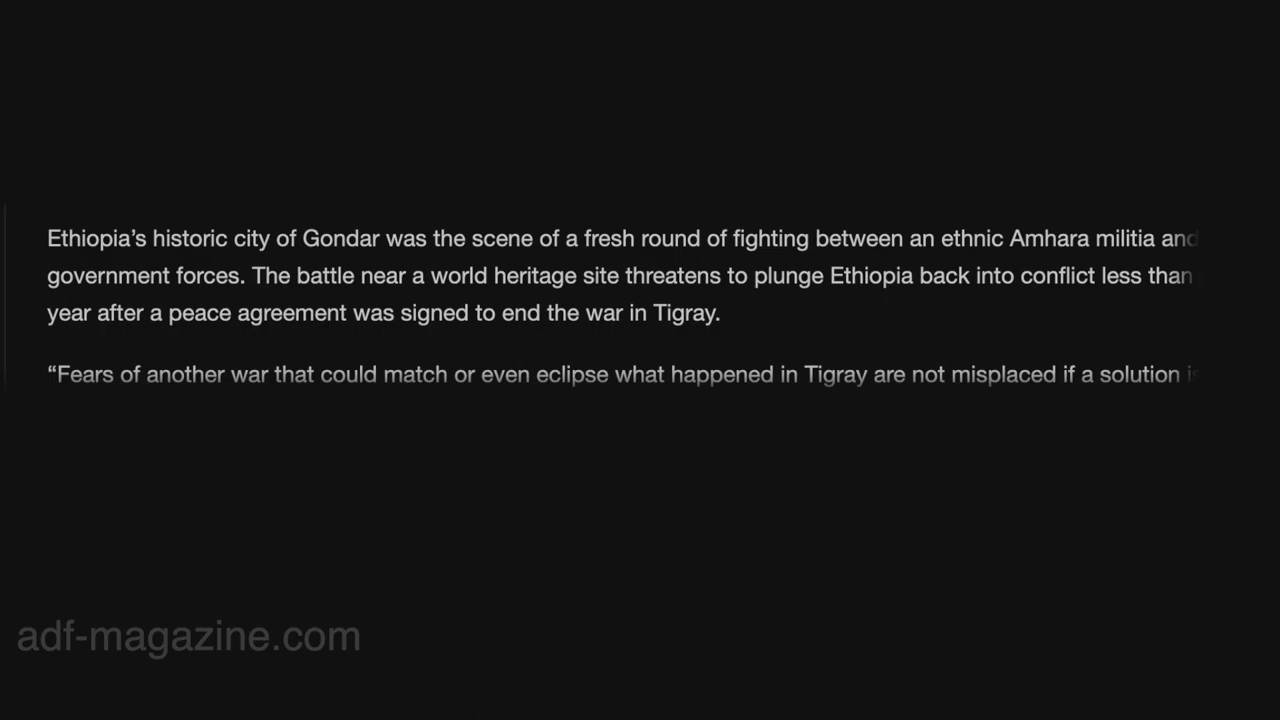 Ethiopia’s historic city of Gondar was the scene of a fresh round of fighting between an ethnic Amhara militia and
government forces. The battle near a world heritage site threatens to plunge Ethiopia back into conflict less than
year after a peace agreement was signed to end the war in Tigray.
“Fears of another war that could match or even eclipse what happened in Tigray are not misplaced if a solution is
adf-magazine.com